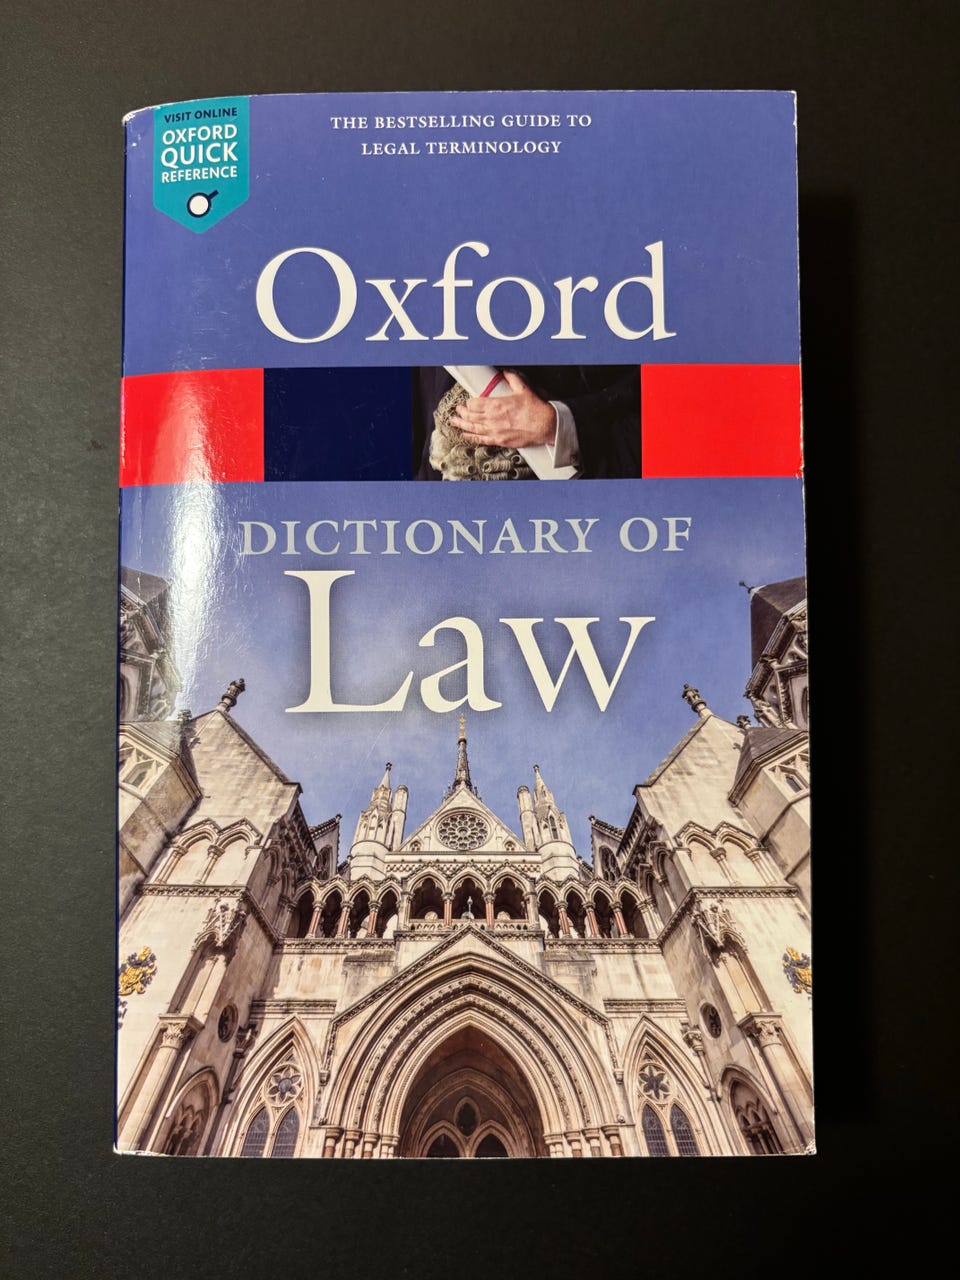 VISIT ONLINE
OXFORD
QUICK
REFERENCE
THE BESTSELLING GUIDE TO
LEGAL TERMINOLOGY
Oxford
DICTIONARY OF
Law